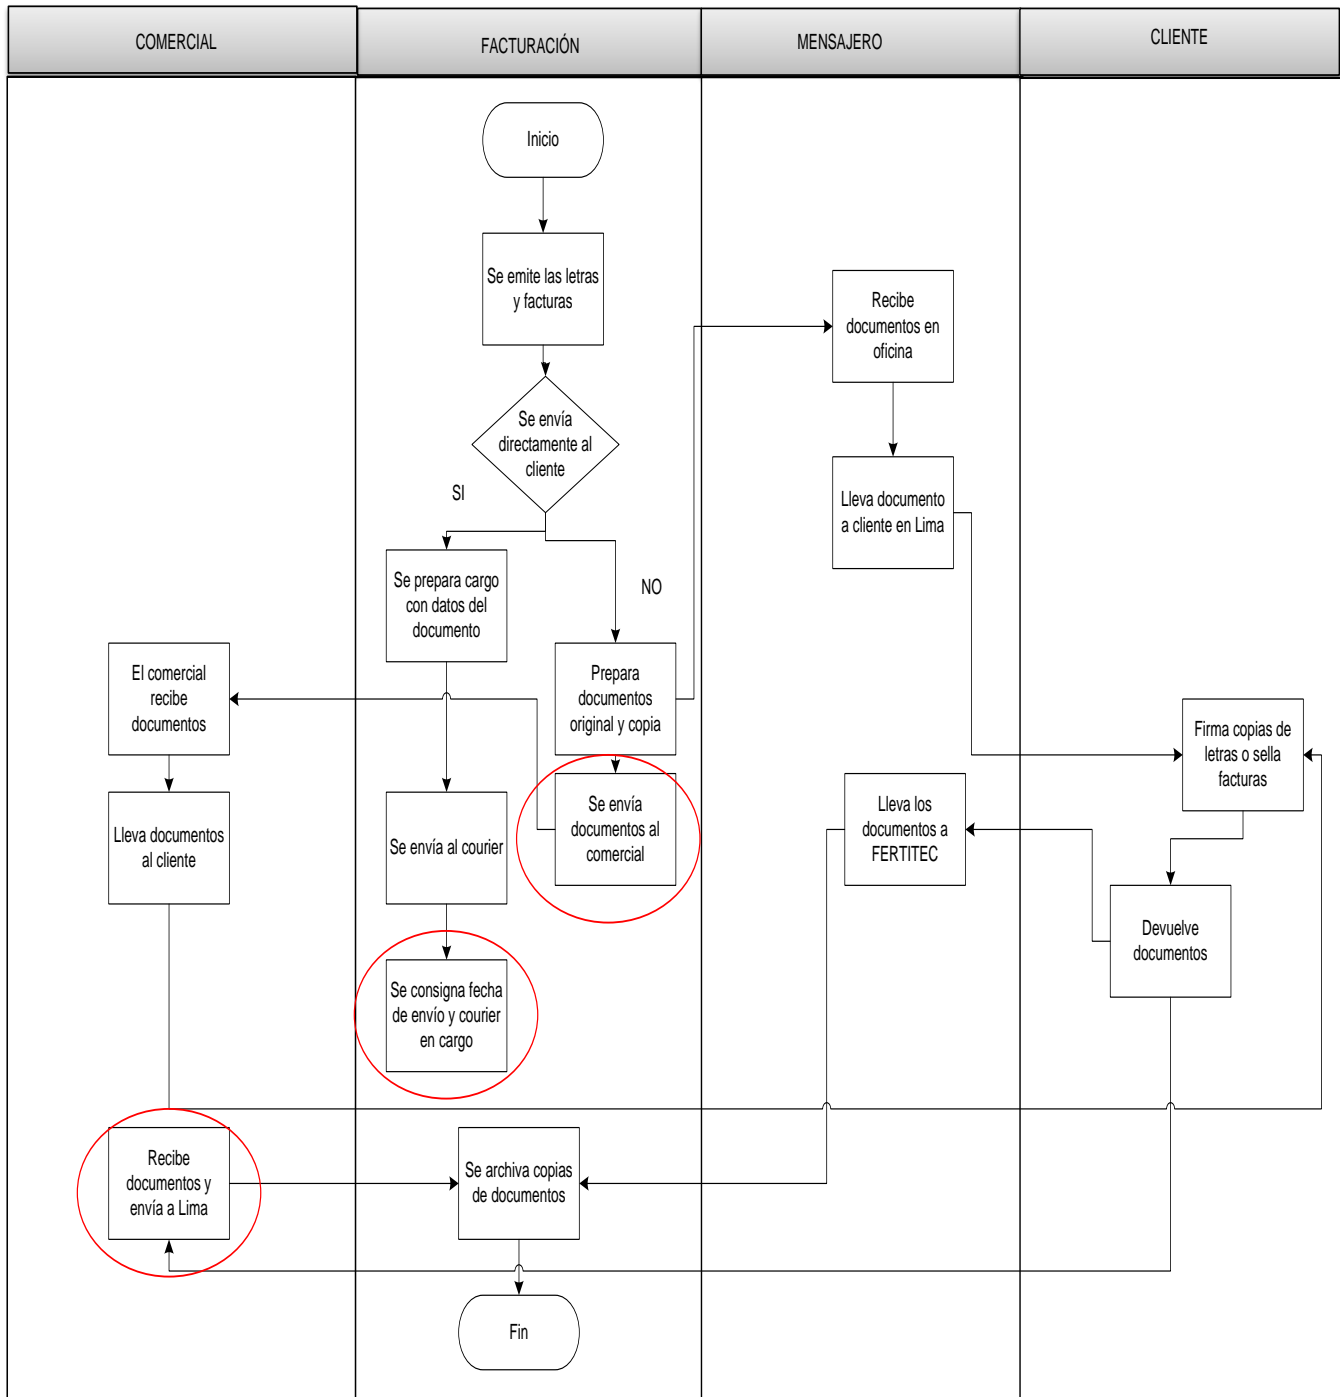 COMERCIAL
FACTURACIÓN
MENSAJERO
CLIENTE
Inicio
Se emite las letras
y facturas
Recibe
documentos en
oficina
Se envía
directamente al
cliente
SI
Lleva documento
a cliente en Lima
NO
Se prepara cargo
con datos del
documento
El comercial
recibe
documentos
Prepara
documentos
original y copia
Firma copias de
letras o sella
facturas
Lleva documentos
al cliente
Se envía al courier
Se envía
documentos al
comercial
Lleva los
documentos a
FERTITEC
Devuelve
documentos
Se consigna fecha
de envío y courier
en cargo
Recibe
documentos y
envía a Lima
Se archiva copias
de documentos
Fin